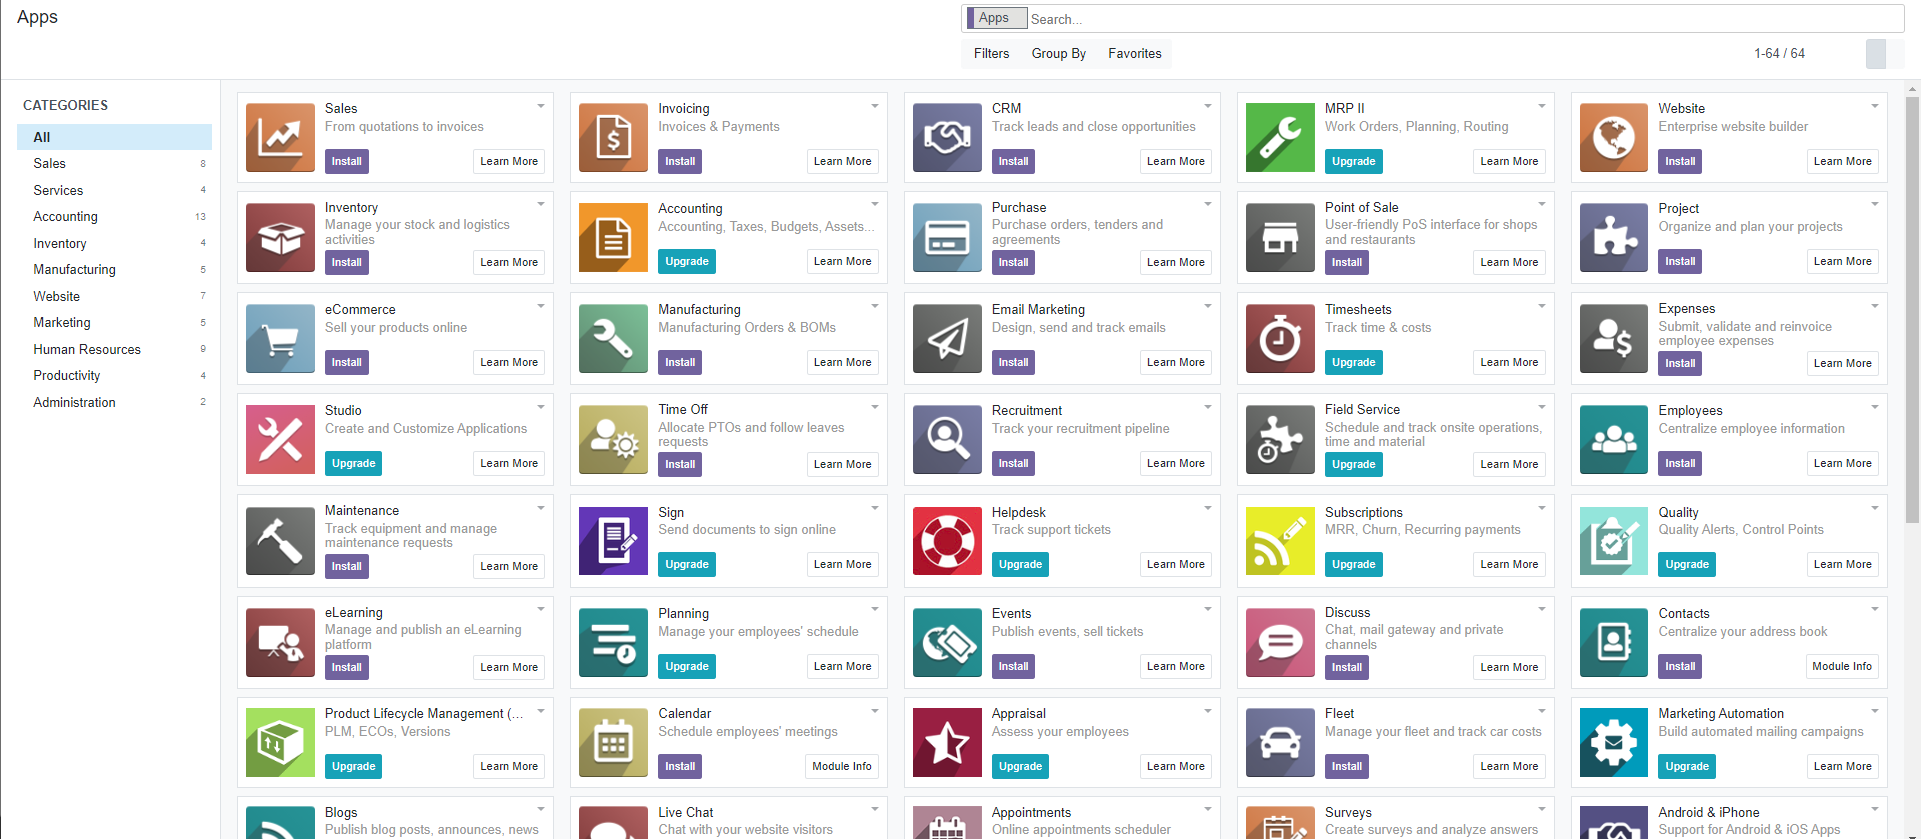 Apps
Apps Search...
Filters Group By Favorites 1-64 / 64
CATEGORIES
All
Sales 8
Services 4
Accounting 13
Inventory 4
Manufacturing 5
Website 7
Marketing 5
Human Resources 9
Productivity 4
Administration 2
Sales
From quotations to invoices
Install Learn More
Invoicing
Invoices & Payments
Install Learn More
CRM
Track leads and close opportunities
Install Learn More
MRP II
Work Orders, Planning, Routing
Upgrade Learn More
Website
Enterprise website builder
Install Learn More
Inventory
Manage your stock and logistics
activities
Install Learn More
Accounting
Accounting, Taxes, Budgets, Assets...
Upgrade Learn More
Purchase
Purchase orders, tenders and
agreements
Install Learn More
Point of Sale
User-friendly PoS interface for shops
and restaurants
Install Learn More
Project
Organize and plan your projects
Install Learn More
eCommerce
Sell your products online
Install Learn More
Manufacturing
Manufacturing Orders & BOMs
Install Learn More
Email Marketing
Design, send and track emails
Install Learn More
Timesheets
Track time & costs
Upgrade Learn More
Expenses
Submit, validate and reinvoice
employee expenses
Install Learn More
Studio
Create and Customize Applications
Upgrade Learn More
Time Off
Allocate PTOs and follow leaves
requests
Install Learn More
Recruitment
Track your recruitment pipeline
Install Learn More
Field Service
Schedule and track onsite operations,
time and material
Upgrade Learn More
Employees
Centralize employee information
Install Learn More
Maintenance
Track equipment and manage
maintenance requests
Install Learn More
Sign
Send documents to sign online
Upgrade Learn More
Helpdesk
Track support tickets
Upgrade Learn More
Subscriptions
MRR, Churn, Recurring payments
Upgrade Learn More
Quality
Quality Alerts, Control Points
Upgrade Learn More
eLearning
Manage and publish an eLearning
platform
Install Learn More
Planning
Manage your employees' schedule
Upgrade Learn More
Events
Publish events, sell tickets
Install Learn More
Discuss
Chat, mail gateway and private
channels
Install Learn More
Contacts
Centralize your address book
Install Module Info
Product Lifecycle Management (...
PLM, ECOs, Versions
Upgrade Learn More
Calendar
Schedule employees' meetings
Install Module Info
Appraisal
Assess your employees
Upgrade Learn More
Fleet
Manage your fleet and track car costs
Install Learn More
Marketing Automation
Build automated mailing campaigns
Upgrade Learn More
Blogs
Publish blog posts, announces, news
Live Chat
Chat with your website visitors
Appointments
Online appointments scheduler
Surveys
Create surveys and analyze answers
Android & iPhone
Support for Android & iOS Apps